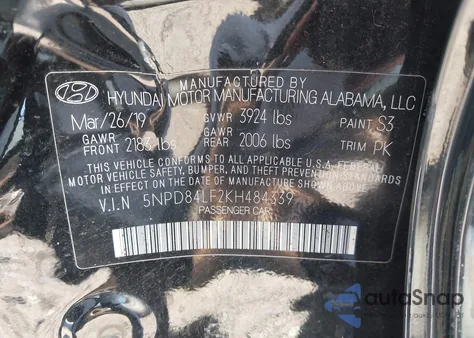 MANUFACTURED BY
HYUNDAI MOTOR MANUFACTURING ALABAMA, LLC
Mar/26/19 GVWR 3924 lbs PAINT S3
GAWR FRONT 2183 lbs GAWR REAR 2006 lbs TRIM PK
THIS VEHICLE CONFORMS TO ALL APPLICABLE U.S.A. FEDERAL
MOTOR VEHICLE SAFETY, BUMPER, AND THEFT PREVENTION STANDARDS
IN EFFECT ON THE DATE OF MANUFACTURE SHOWN ABOVE.
V.I.N 5NPD84LF2KH484339
PASSENGER CAR
autoSnap